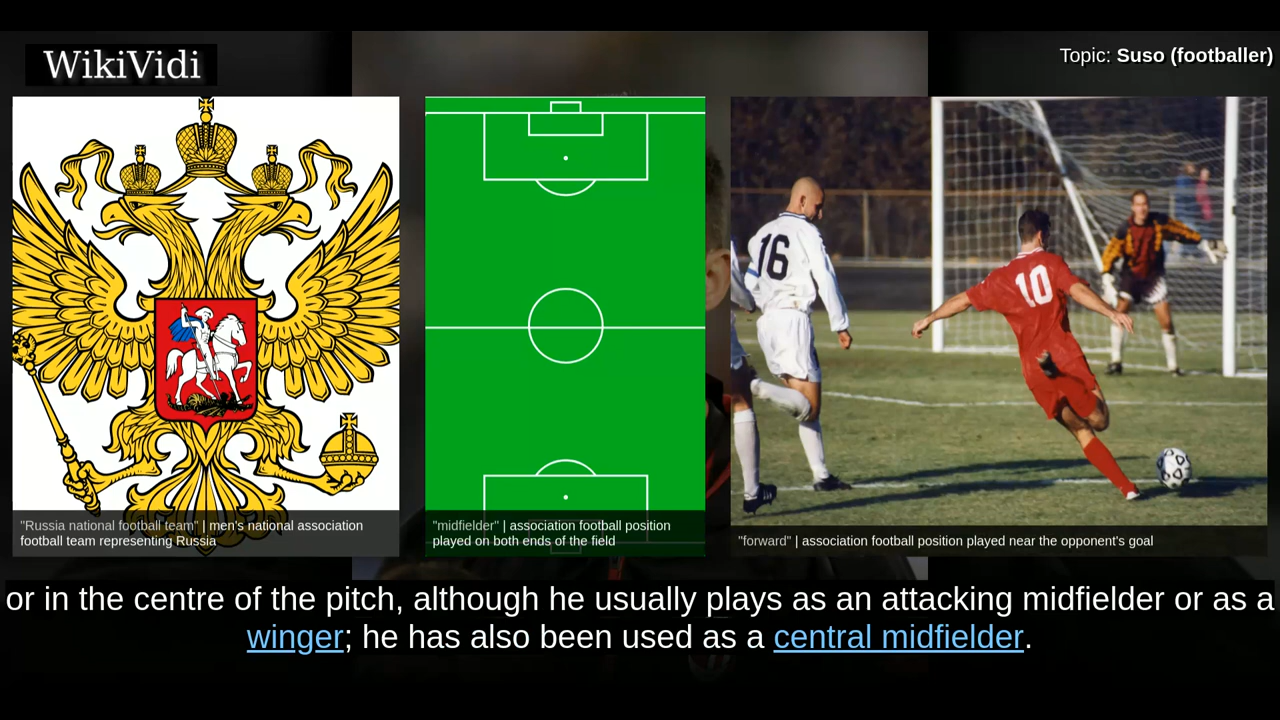 WikiVidi
Topic: Suso (footballer)
16
10
"Russia national football team" | men's national association
football team representing Russia
"midfielder" | association football position
played on both ends of the field
"forward" | association football position played near the opponent's goal
or in the centre of the pitch, although he usually plays as an attacking midfielder or as a
winger; he has also been used as a central midfielder.